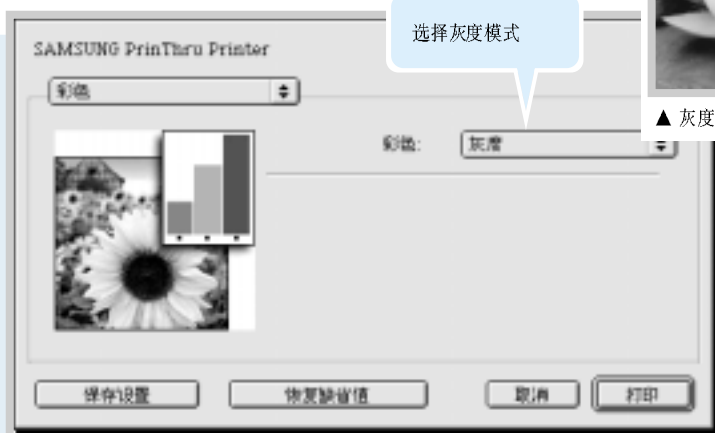 选择灰度模式
SAMSUNG PrinThru Printer
彩色
▲ 灰度
彩色: 灰度
保存设置 恢复缺省值 取消 打印